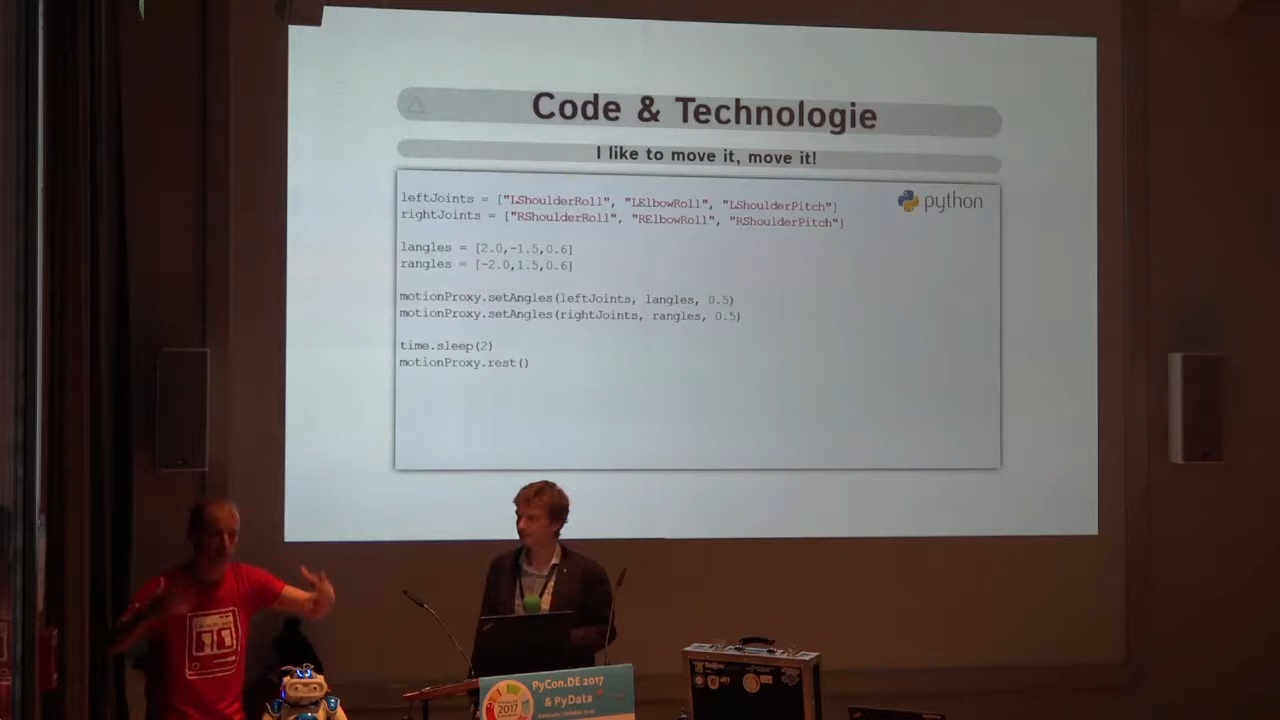 Code & Technologie
I like to move it, move it!
python
leftJoints = ["LShoulderRoll", "LElbowRoll", "LShoulderPitch"]
rightJoints = ["RShoulderRoll", "RElbowRoll", "RShoulderPitch"]
langles = [2.0,-1.5,0.6]
rangles = [-2.0,1.5,0.6]
motionProxy.setAngles(leftJoints, langles, 0.5)
motionProxy.setAngles(rightJoints, rangles, 0.5)
time.sleep(2)
motionProxy.rest()
PyCon.DE 2017
& PyData
2017